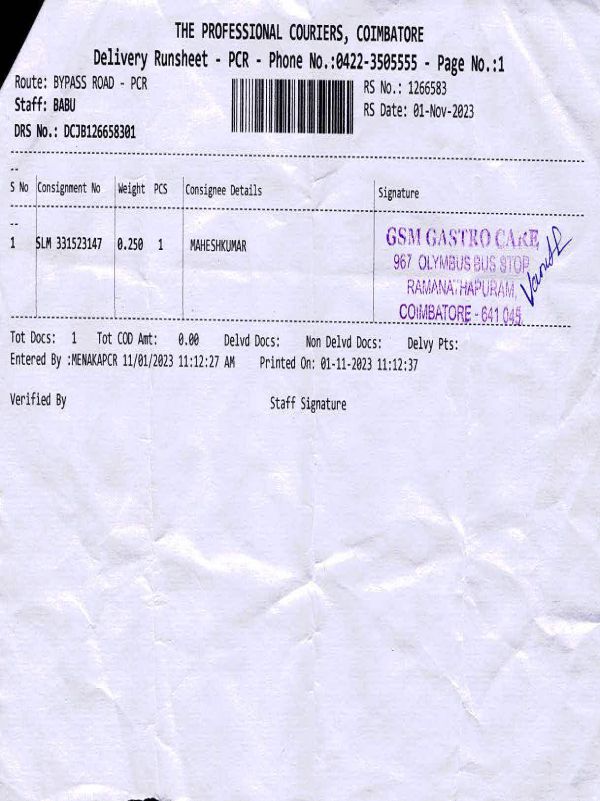 THE PROFESSIONAL COURIERS, COIMBATORE
Delivery Runsheet - PCR - Phone No.:0422-3505555 - Page No.:1
Route: BYPASS ROAD - PCR RS No.: 1266583
Staff: BABU RS Date: 01-Nov-2023
DRS No.: DCJB126658301
--
S No Consignment No Weight PCS Consignee Details Signature
--
1 SLM 331523147 0.250 1 MAHESHKUMAR
GSM GASTRO CARE
967 OLYMBUS BUS STOP
RAMANATHAPURAM,
COIMBATORE - 641 045.
Tot Docs: 1 Tot COD Amt: 0.00 Delvd Docs: Non Delvd Docs: Delvy Pts:
Entered By :MENAKAPCR 11/01/2023 11:12:27 AM Printed On: 01-11-2023 11:12:37
Verified By Staff Signature